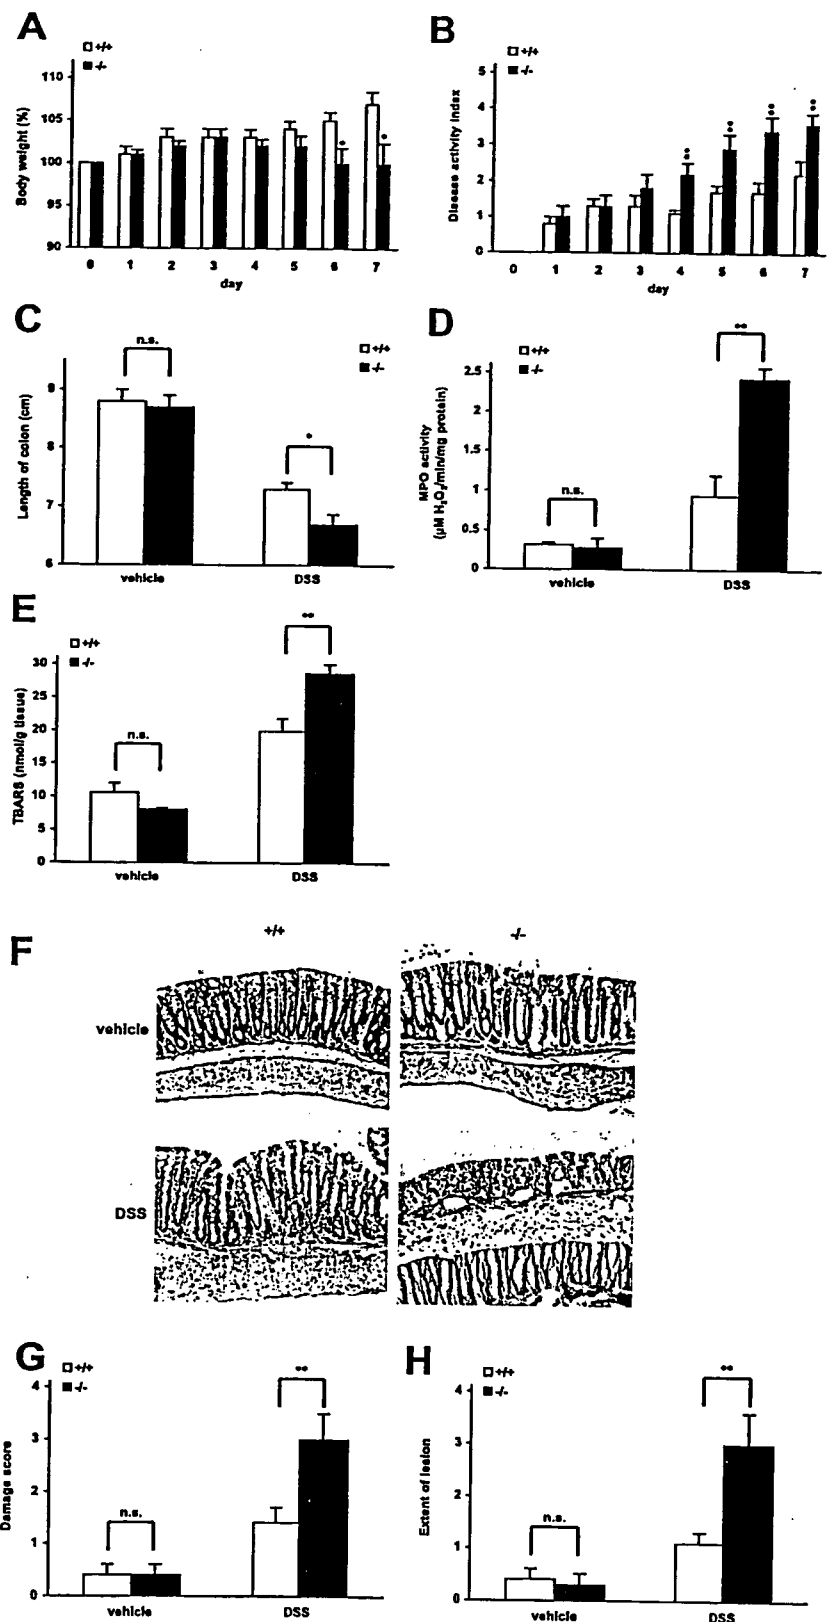 A
+/+
-/-
Body weight (%)
110
105
100
95
90
0 1 2 3 4 5 6 7
* *
day
B
+/+
-/-
Disease activity index
5
4
3
2
1
0
0 1 2 3 4 5 6 7
** ** ** **
day
C
+/+
-/-
n.s.
*
Length of colon (cm)
9
8
7
6
vehicle DSS
D
+/+
-/-
n.s.
**
MPO activity
(µM H2O2/min/mg protein)
2.5
2
1.5
1
0.5
0
vehicle DSS
E
+/+
-/-
n.s.
**
TBARS (nmol/g tissue)
30
25
20
15
10
5
0
vehicle DSS
F
+/+ -/-
vehicle
DSS
G
+/+
-/-
n.s.
**
Damage score
4
3
2
1
0
vehicle DSS
H
+/+
-/-
n.s.
**
Extent of lesion
4
3
2
1
0
vehicle DSS